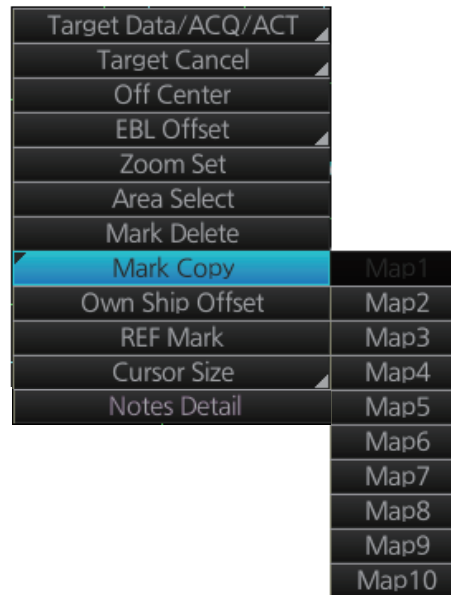 Target Data/ACQ/ACT
Target Cancel
Off Center
EBL Offset
Zoom Set
Area Select
Mark Delete
Mark Copy
Own Ship Offset
REF Mark
Cursor Size
Notes Detail
Map1
Map2
Map3
Map4
Map5
Map6
Map7
Map8
Map9
Map10